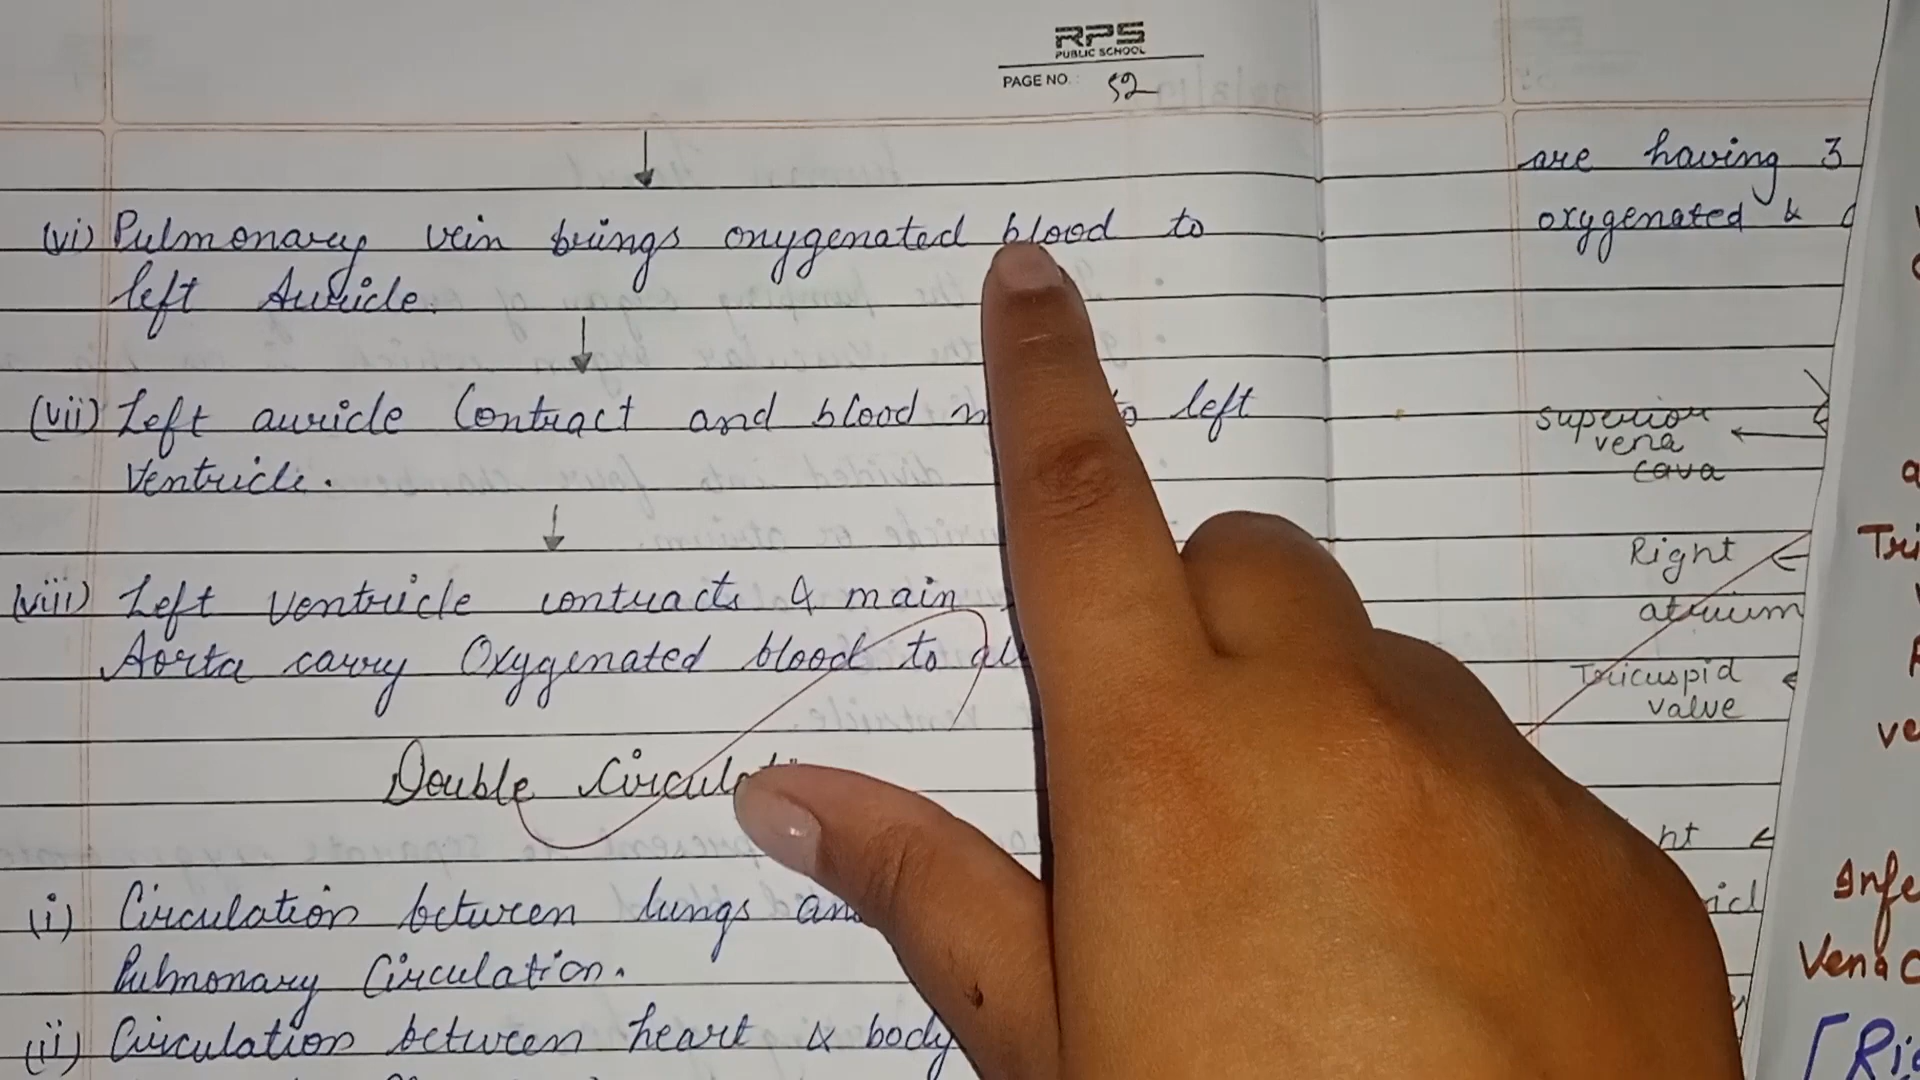 RPS
PUBLIC SCHOOL
PAGE NO.: 52
(vi) Pulmonary vein brings oxygenated blood to
left Auricle.
(vii) Left auricle Contract and blood left
Ventricle.
(viii) Left ventricle contracts & main
Aorta carry Oxygenated blood to all
Double
(i) Circulation between lungs and
Pulmonary Circulation.
(ii) Circulation between heart & body
are having 3
oxygenated &
superior
vena
cava
Right
atrium
Tricuspid
valve